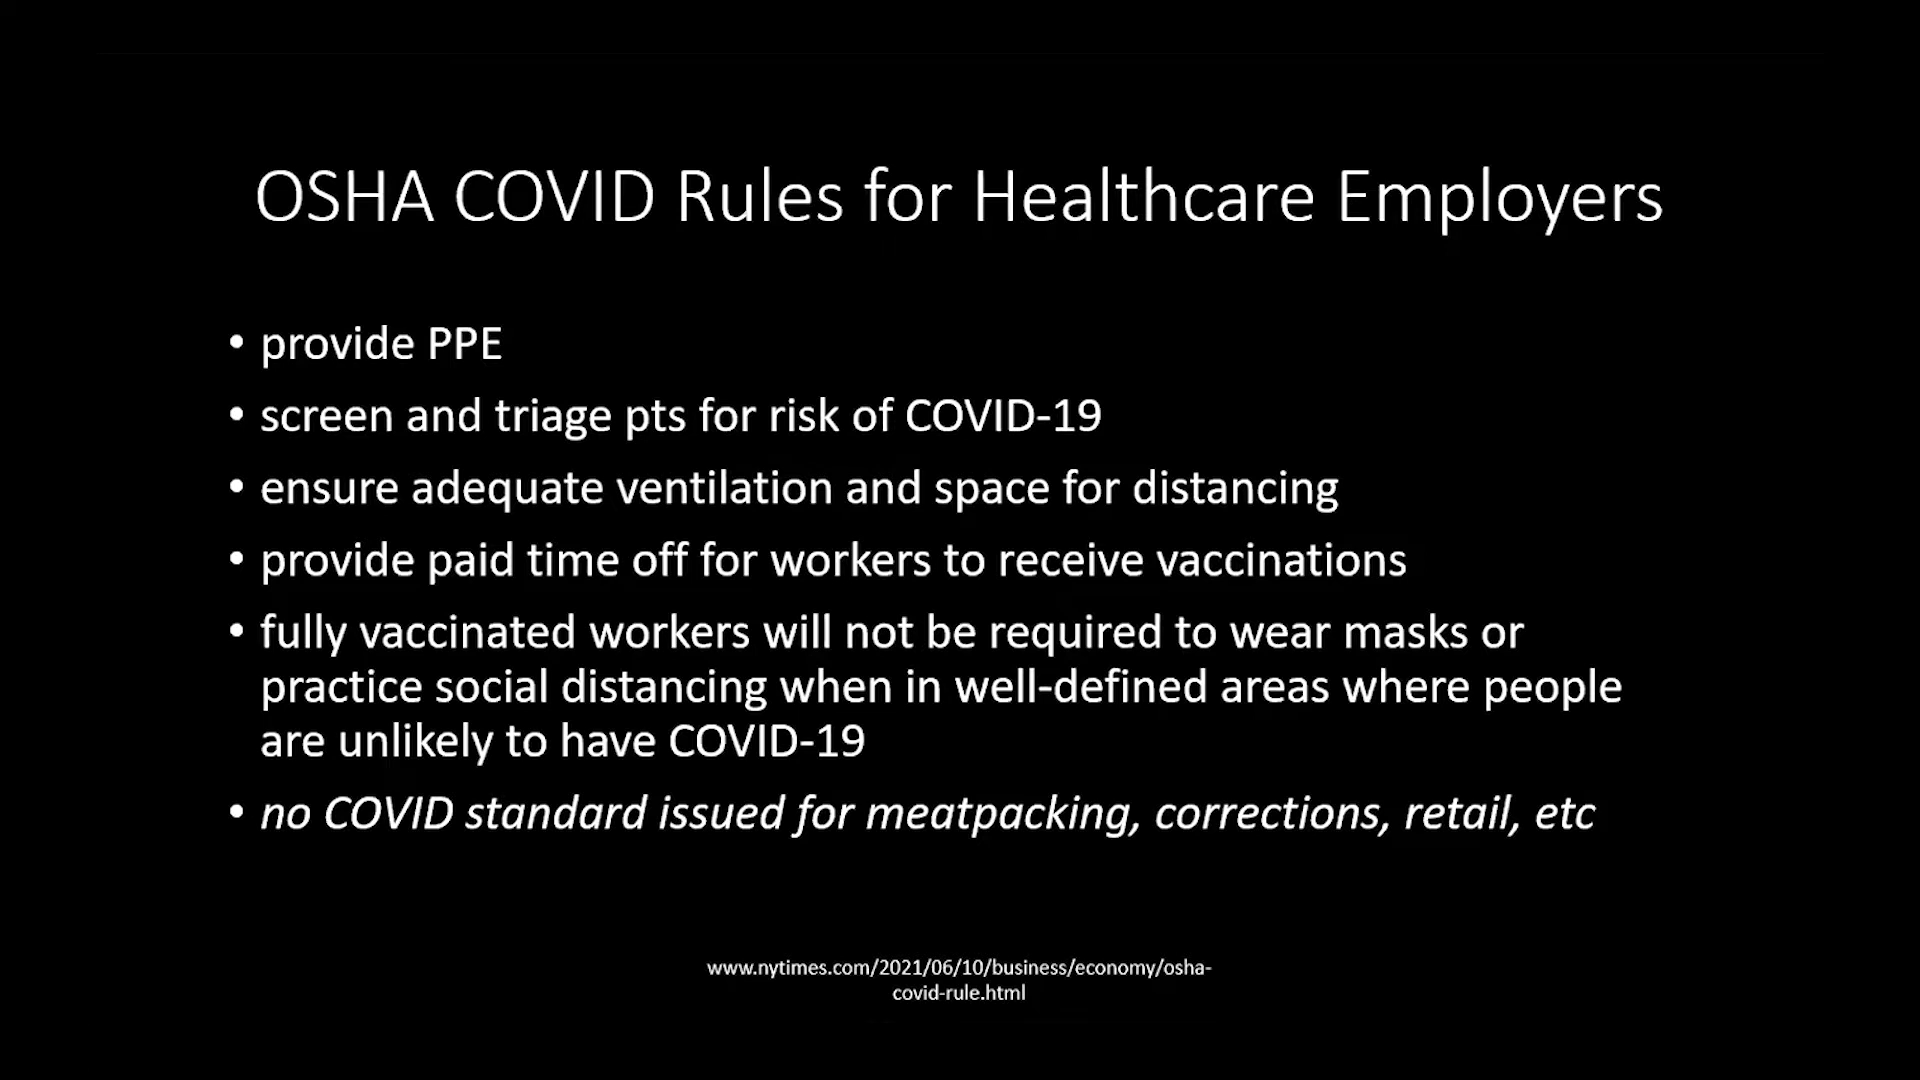 OSHA COVID Rules for Healthcare Employers
• provide PPE
• screen and triage pts for risk of COVID-19
• ensure adequate ventilation and space for distancing
• provide paid time off for workers to receive vaccinations
• fully vaccinated workers will not be required to wear masks or
practice social distancing when in well-defined areas where people
are unlikely to have COVID-19
• no COVID standard issued for meatpacking, corrections, retail, etc
www.nytimes.com/2021/06/10/business/economy/osha-
covid-rule.html